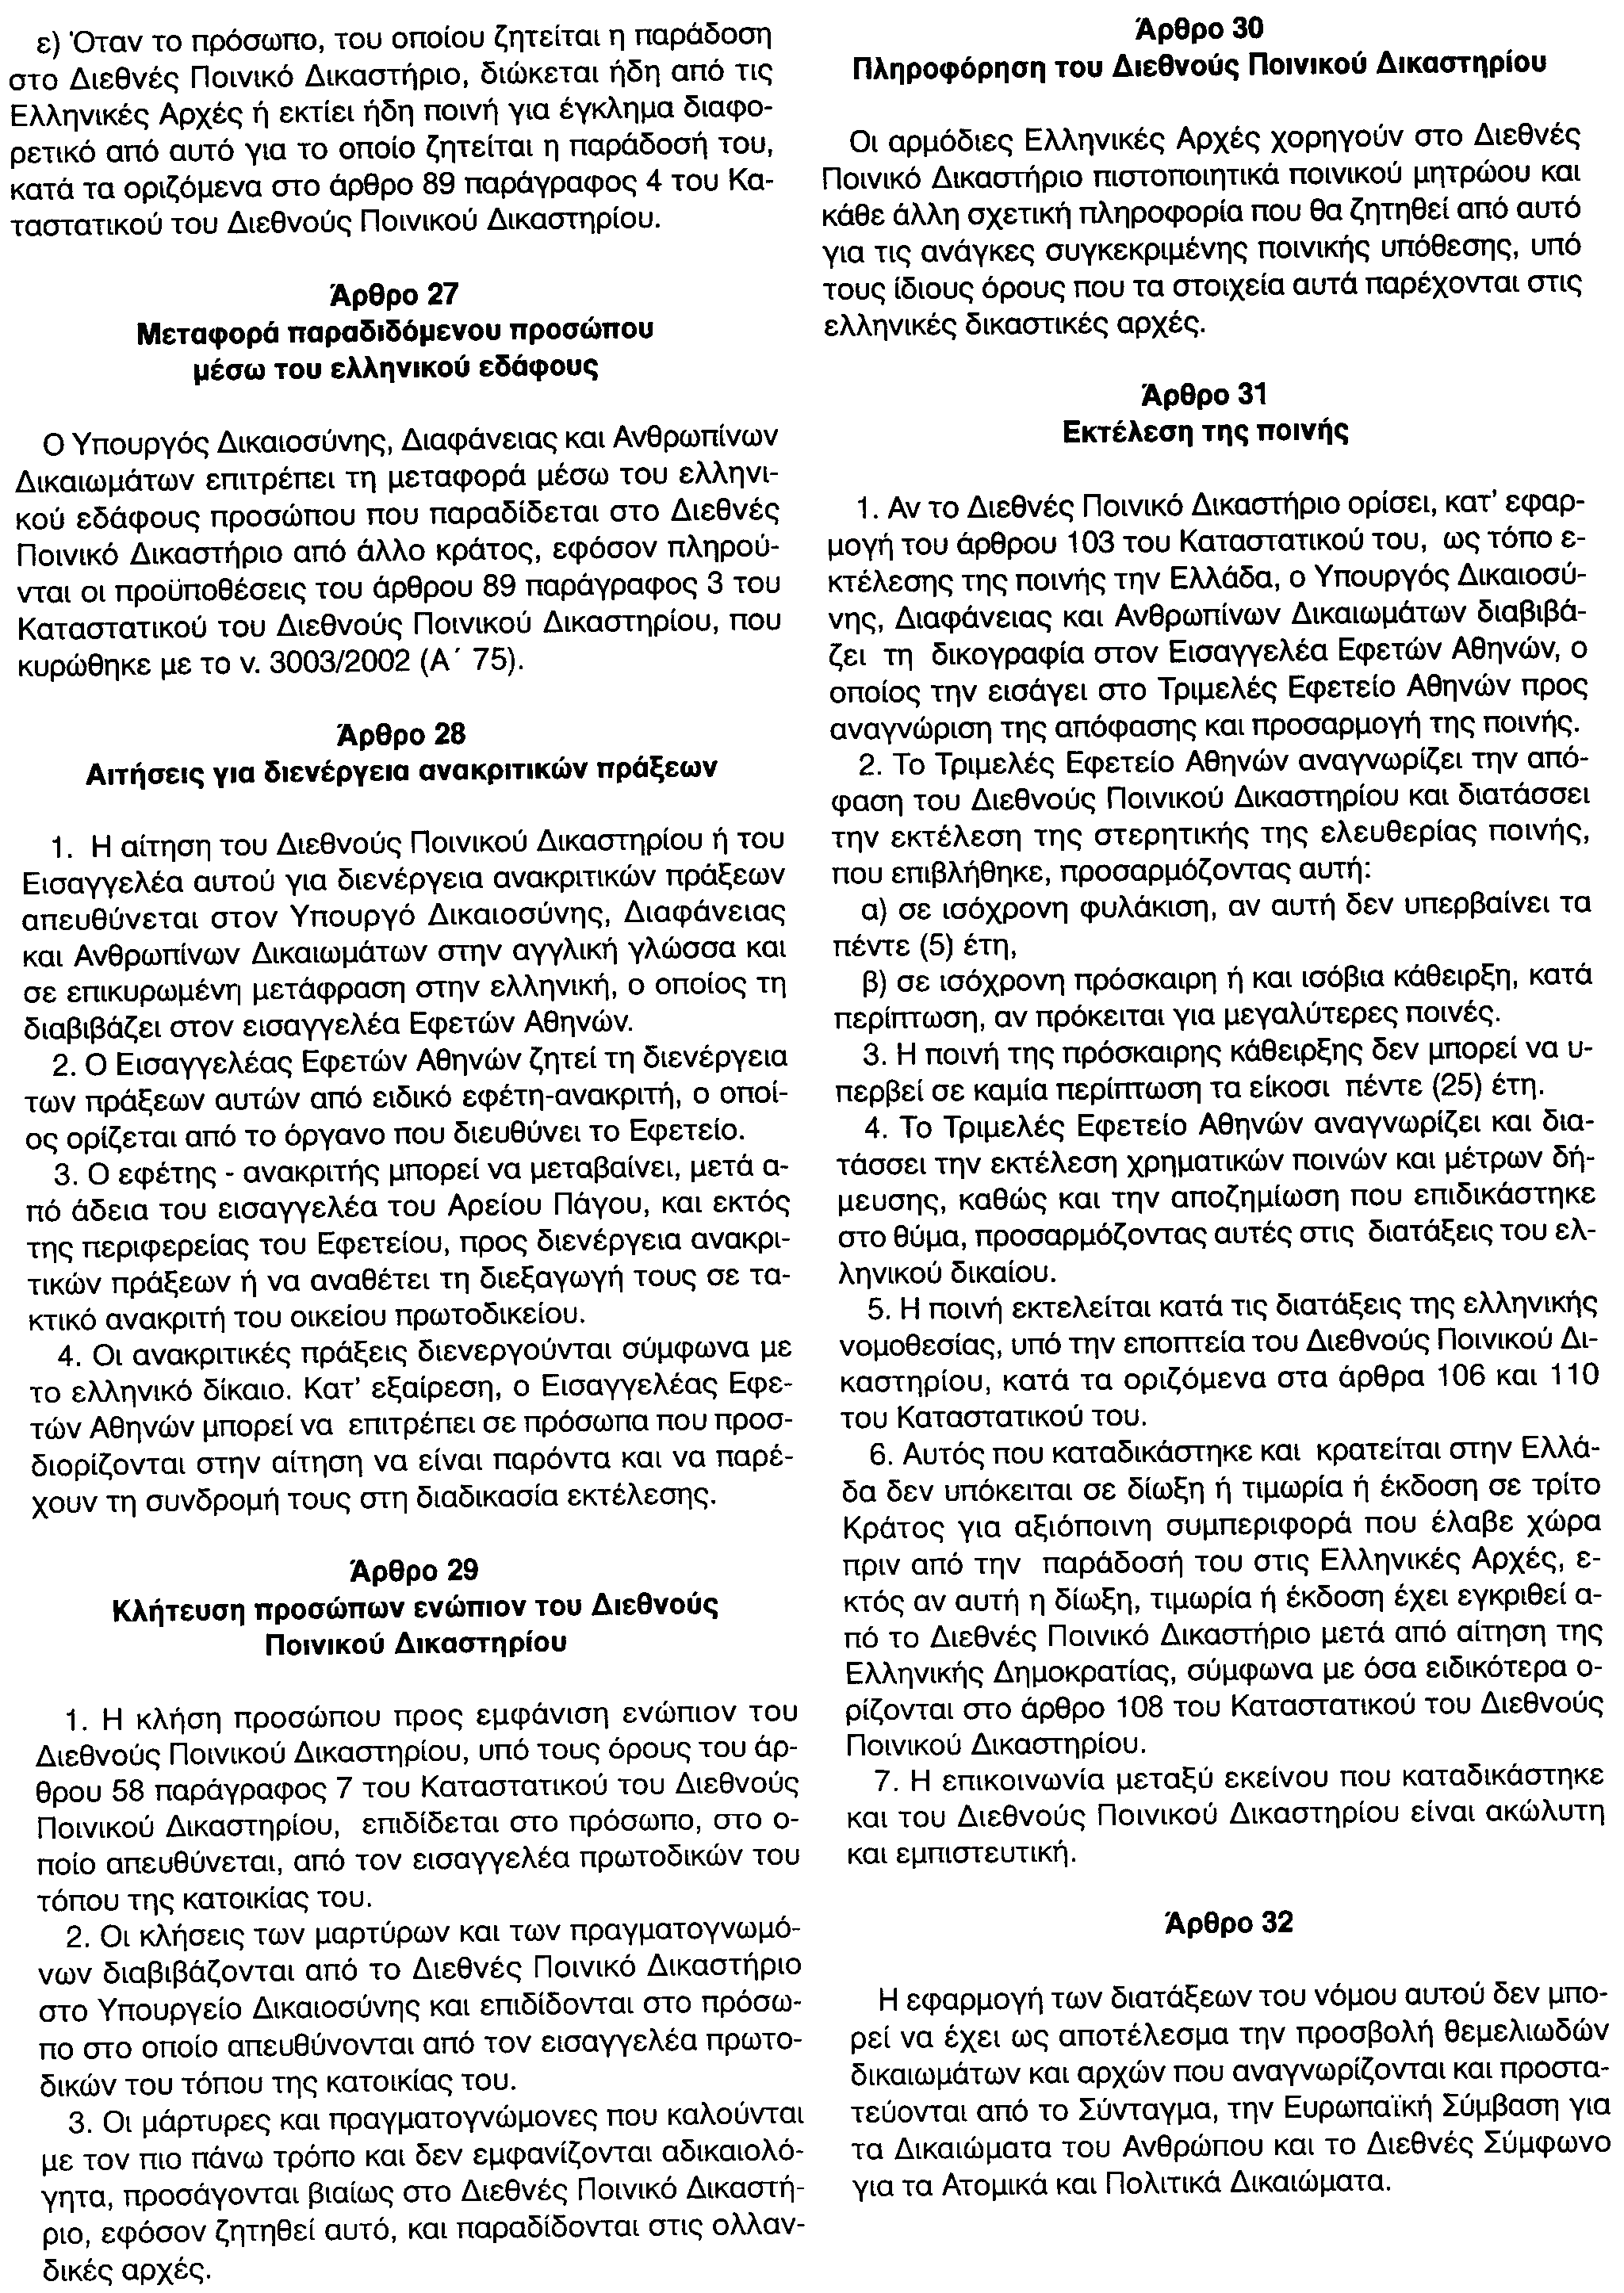 ε) Όταν το πρόσωπο, του οποίου ζητείται η παράδοση
στο Διεθνές Ποινικό Δικαστήριο, διώκεται ήδη από τις
Ελληνικές Αρχές ή εκτίει ήδη ποινή για έγκλημα διαφο-
ρετικό από αυτό για το οποίο ζητείται η παράδοσή του,
κατά τα οριζόμενα στο άρθρο 89 παράγραφος 4 του Κα-
ταστατικού του Διεθνούς Ποινικού Δικαστηρίου.
Άρθρο 27
Μεταφορά παραδιδόμενου προσώπου
μέσω του ελληνικού εδάφους
Ο Υπουργός Δικαιοσύνης, Διαφάνειας και Ανθρωπίνων
Δικαιωμάτων επιτρέπει τη μεταφορά μέσω του ελληνι-
κού εδάφους προσώπου που παραδίδεται στο Διεθνές
Ποινικό Δικαστήριο από άλλο κράτος, εφόσον πληρού-
νται οι προϋποθέσεις του άρθρου 89 παράγραφος 3 του
Καταστατικού του Διεθνούς Ποινικού Δικαστηρίου, που
κυρώθηκε με το ν. 3003/2002 (Α΄ 75).
Άρθρο 28
Αιτήσεις για διενέργεια ανακριτικών πράξεων
1. Η αίτηση του Διεθνούς Ποινικού Δικαστηρίου ή του
Εισαγγελέα αυτού για διενέργεια ανακριτικών πράξεων
απευθύνεται στον Υπουργό Δικαιοσύνης, Διαφάνειας
και Ανθρωπίνων Δικαιωμάτων στην αγγλική γλώσσα και
σε επικυρωμένη μετάφραση στην ελληνική, ο οποίος τη
διαβιβάζει στον εισαγγελέα Εφετών Αθηνών.
2. Ο Εισαγγελέας Εφετών Αθηνών ζητεί τη διενέργεια
των πράξεων αυτών από ειδικό εφέτη-ανακριτή, ο οποί-
ος ορίζεται από το όργανο που διευθύνει το Εφετείο.
3. Ο εφέτης - ανακριτής μπορεί να μεταβαίνει, μετά α-
πό άδεια του εισαγγελέα του Αρείου Πάγου, και εκτός
της περιφερείας του Εφετείου, προς διενέργεια ανακρι-
τικών πράξεων ή να αναθέτει τη διεξαγωγή τους σε τα-
κτικό ανακριτή του οικείου πρωτοδικείου.
4. Οι ανακριτικές πράξεις διενεργούνται σύμφωνα με
το ελληνικό δίκαιο. Κατ’ εξαίρεση, ο Εισαγγελέας Εφε-
τών Αθηνών μπορεί να επιτρέπει σε πρόσωπα που προσ-
διορίζονται στην αίτηση να είναι παρόντα και να παρέ-
χουν τη συνδρομή τους στη διαδικασία εκτέλεσης.
Άρθρο 29
Κλήτευση προσώπων ενώπιον του Διεθνούς
Ποινικού Δικαστηρίου
1. Η κλήση προσώπου προς εμφάνιση ενώπιον του
Διεθνούς Ποινικού Δικαστηρίου, υπό τους όρους του άρ-
θρου 58 παράγραφος 7 του Καταστατικού του Διεθνούς
Ποινικού Δικαστηρίου, επιδίδεται στο πρόσωπο, στο ο-
ποίο απευθύνεται, από τον εισαγγελέα πρωτοδικών του
τόπου της κατοικίας του.
2. Οι κλήσεις των μαρτύρων και των πραγματογνωμό-
νων διαβιβάζονται από το Διεθνές Ποινικό Δικαστήριο
στο Υπουργείο Δικαιοσύνης και επιδίδονται στο πρόσω-
πο στο οποίο απευθύνονται από τον εισαγγελέα πρωτο-
δικών του τόπου της κατοικίας του.
3. Οι μάρτυρες και πραγματογνώμονες που καλούνται
με τον πιο πάνω τρόπο και δεν εμφανίζονται αδικαιολό-
γητα, προσάγονται βιαίως στο Διεθνές Ποινικό Δικαστή-
ριο, εφόσον ζητηθεί αυτό, και παραδίδονται στις ολλαν-
δικές αρχές.
Άρθρο 30
Πληροφόρηση του Διεθνούς Ποινικού Δικαστηρίου
Οι αρμόδιες Ελληνικές Αρχές χορηγούν στο Διεθνές
Ποινικό Δικαστήριο πιστοποιητικά ποινικού μητρώου και
κάθε άλλη σχετική πληροφορία που θα ζητηθεί από αυτό
για τις ανάγκες συγκεκριμένης ποινικής υπόθεσης, υπό
τους ίδιους όρους που τα στοιχεία αυτά παρέχονται στις
ελληνικές δικαστικές αρχές.
Άρθρο 31
Εκτέλεση της ποινής
1. Αν το Διεθνές Ποινικό Δικαστήριο ορίσει, κατ’ εφαρ-
μογή του άρθρου 103 του Καταστατικού του, ως τόπο ε-
κτέλεσης της ποινής την Ελλάδα, ο Υπουργός Δικαιοσύ-
νης, Διαφάνειας και Ανθρωπίνων Δικαιωμάτων διαβιβά-
ζει τη δικογραφία στον Εισαγγελέα Εφετών Αθηνών, ο
οποίος την εισάγει στο Τριμελές Εφετείο Αθηνών προς
αναγνώριση της απόφασης και προσαρμογή της ποινής.
2. Το Τριμελές Εφετείο Αθηνών αναγνωρίζει την από-
φαση του Διεθνούς Ποινικού Δικαστηρίου και διατάσσει
την εκτέλεση της στερητικής της ελευθερίας ποινής,
που επιβλήθηκε, προσαρμόζοντας αυτή:
α) σε ισόχρονη φυλάκιση, αν αυτή δεν υπερβαίνει τα
πέντε (5) έτη,
β) σε ισόχρονη πρόσκαιρη ή και ισόβια κάθειρξη, κατά
περίπτωση, αν πρόκειται για μεγαλύτερες ποινές.
3. Η ποινή της πρόσκαιρης κάθειρξης δεν μπορεί να υ-
περβεί σε καμία περίπτωση τα είκοσι πέντε (25) έτη.
4. Το Τριμελές Εφετείο Αθηνών αναγνωρίζει και δια-
τάσσει την εκτέλεση χρηματικών ποινών και μέτρων δή-
μευσης, καθώς και την αποζημίωση που επιδικάστηκε
στο θύμα, προσαρμόζοντας αυτές στις διατάξεις του ελ-
ληνικού δικαίου.
5. Η ποινή εκτελείται κατά τις διατάξεις της ελληνικής
νομοθεσίας, υπό την εποπτεία του Διεθνούς Ποινικού Δι-
καστηρίου, κατά τα οριζόμενα στα άρθρα 106 και 110
του Καταστατικού του.
6. Αυτός που καταδικάστηκε και κρατείται στην Ελλά-
δα δεν υπόκειται σε δίωξη ή τιμωρία ή έκδοση σε τρίτο
Κράτος για αξιόποινη συμπεριφορά που έλαβε χώρα
πριν από την παράδοσή του στις Ελληνικές Αρχές, ε-
κτός αν αυτή η δίωξη, τιμωρία ή έκδοση έχει εγκριθεί α-
πό το Διεθνές Ποινικό Δικαστήριο μετά από αίτηση της
Ελληνικής Δημοκρατίας, σύμφωνα με όσα ειδικότερα ο-
ρίζονται στο άρθρο 108 του Καταστατικού του Διεθνούς
Ποινικού Δικαστηρίου.
7. Η επικοινωνία μεταξύ εκείνου που καταδικάστηκε
και του Διεθνούς Ποινικού Δικαστηρίου είναι ακώλυτη
και εμπιστευτική.
Άρθρο 32
Η εφαρμογή των διατάξεων του νόμου αυτού δεν μπο-
ρεί να έχει ως αποτέλεσμα την προσβολή θεμελιωδών
δικαιωμάτων και αρχών που αναγνωρίζονται και προστα-
τεύονται από το Σύνταγμα, την Ευρωπαϊκή Σύμβαση για
τα Δικαιώματα του Ανθρώπου και το Διεθνές Σύμφωνο
για τα Ατομικά και Πολιτικά Δικαιώματα.